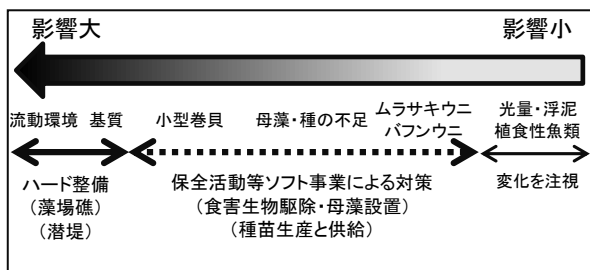 影響大
影響小
流動環境 基質
小型巻貝
母藻・種の不足
ムラサキウニ
バフンウニ
光量・浮泥
植食性魚類
ハード整備
（藻場礁）
（潜堤）
保全活動等ソフト事業による対策
（食害生物駆除・母藻設置）
（種苗生産と供給）
変化を注視